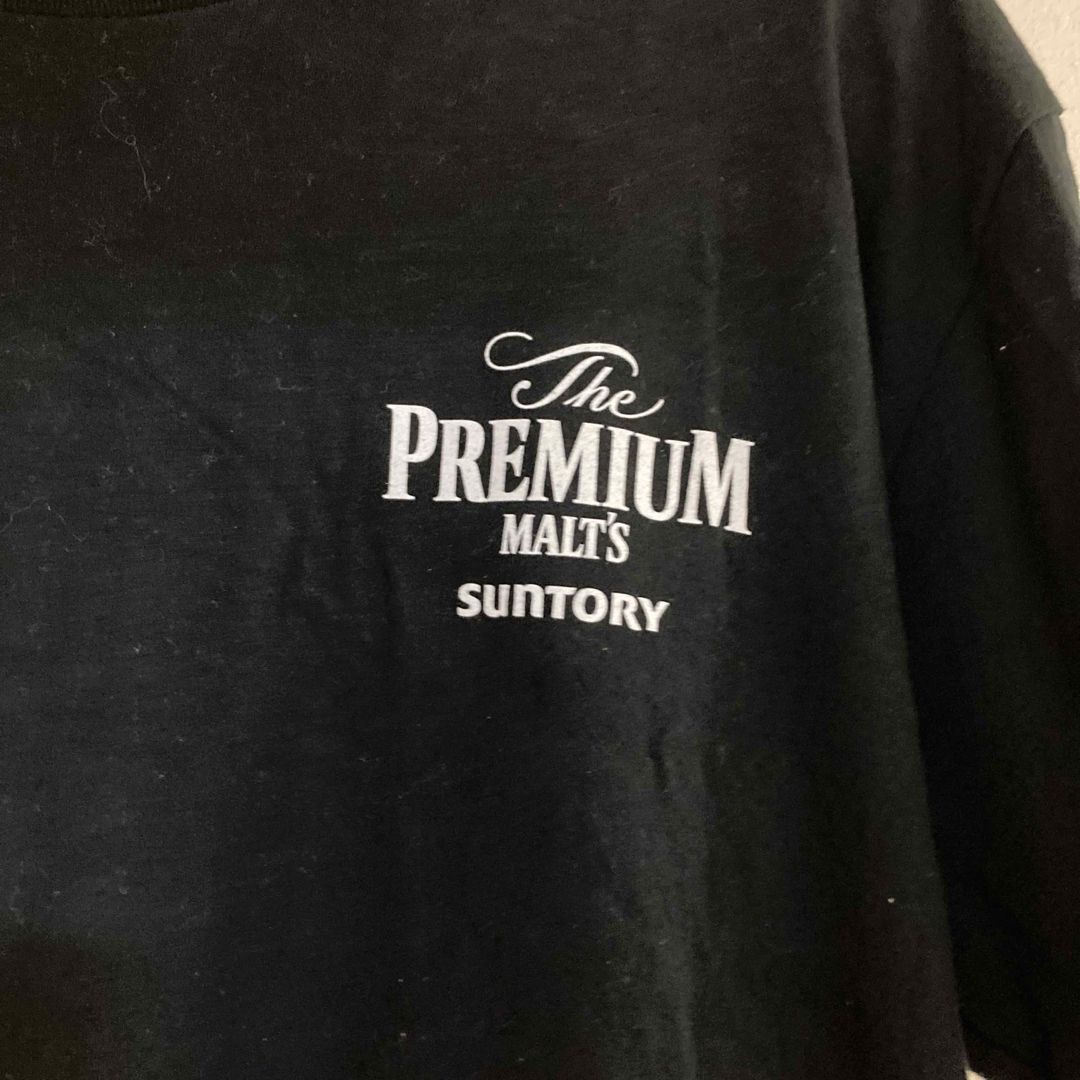 The
PREMIUM
MALT'S
SUNTORY